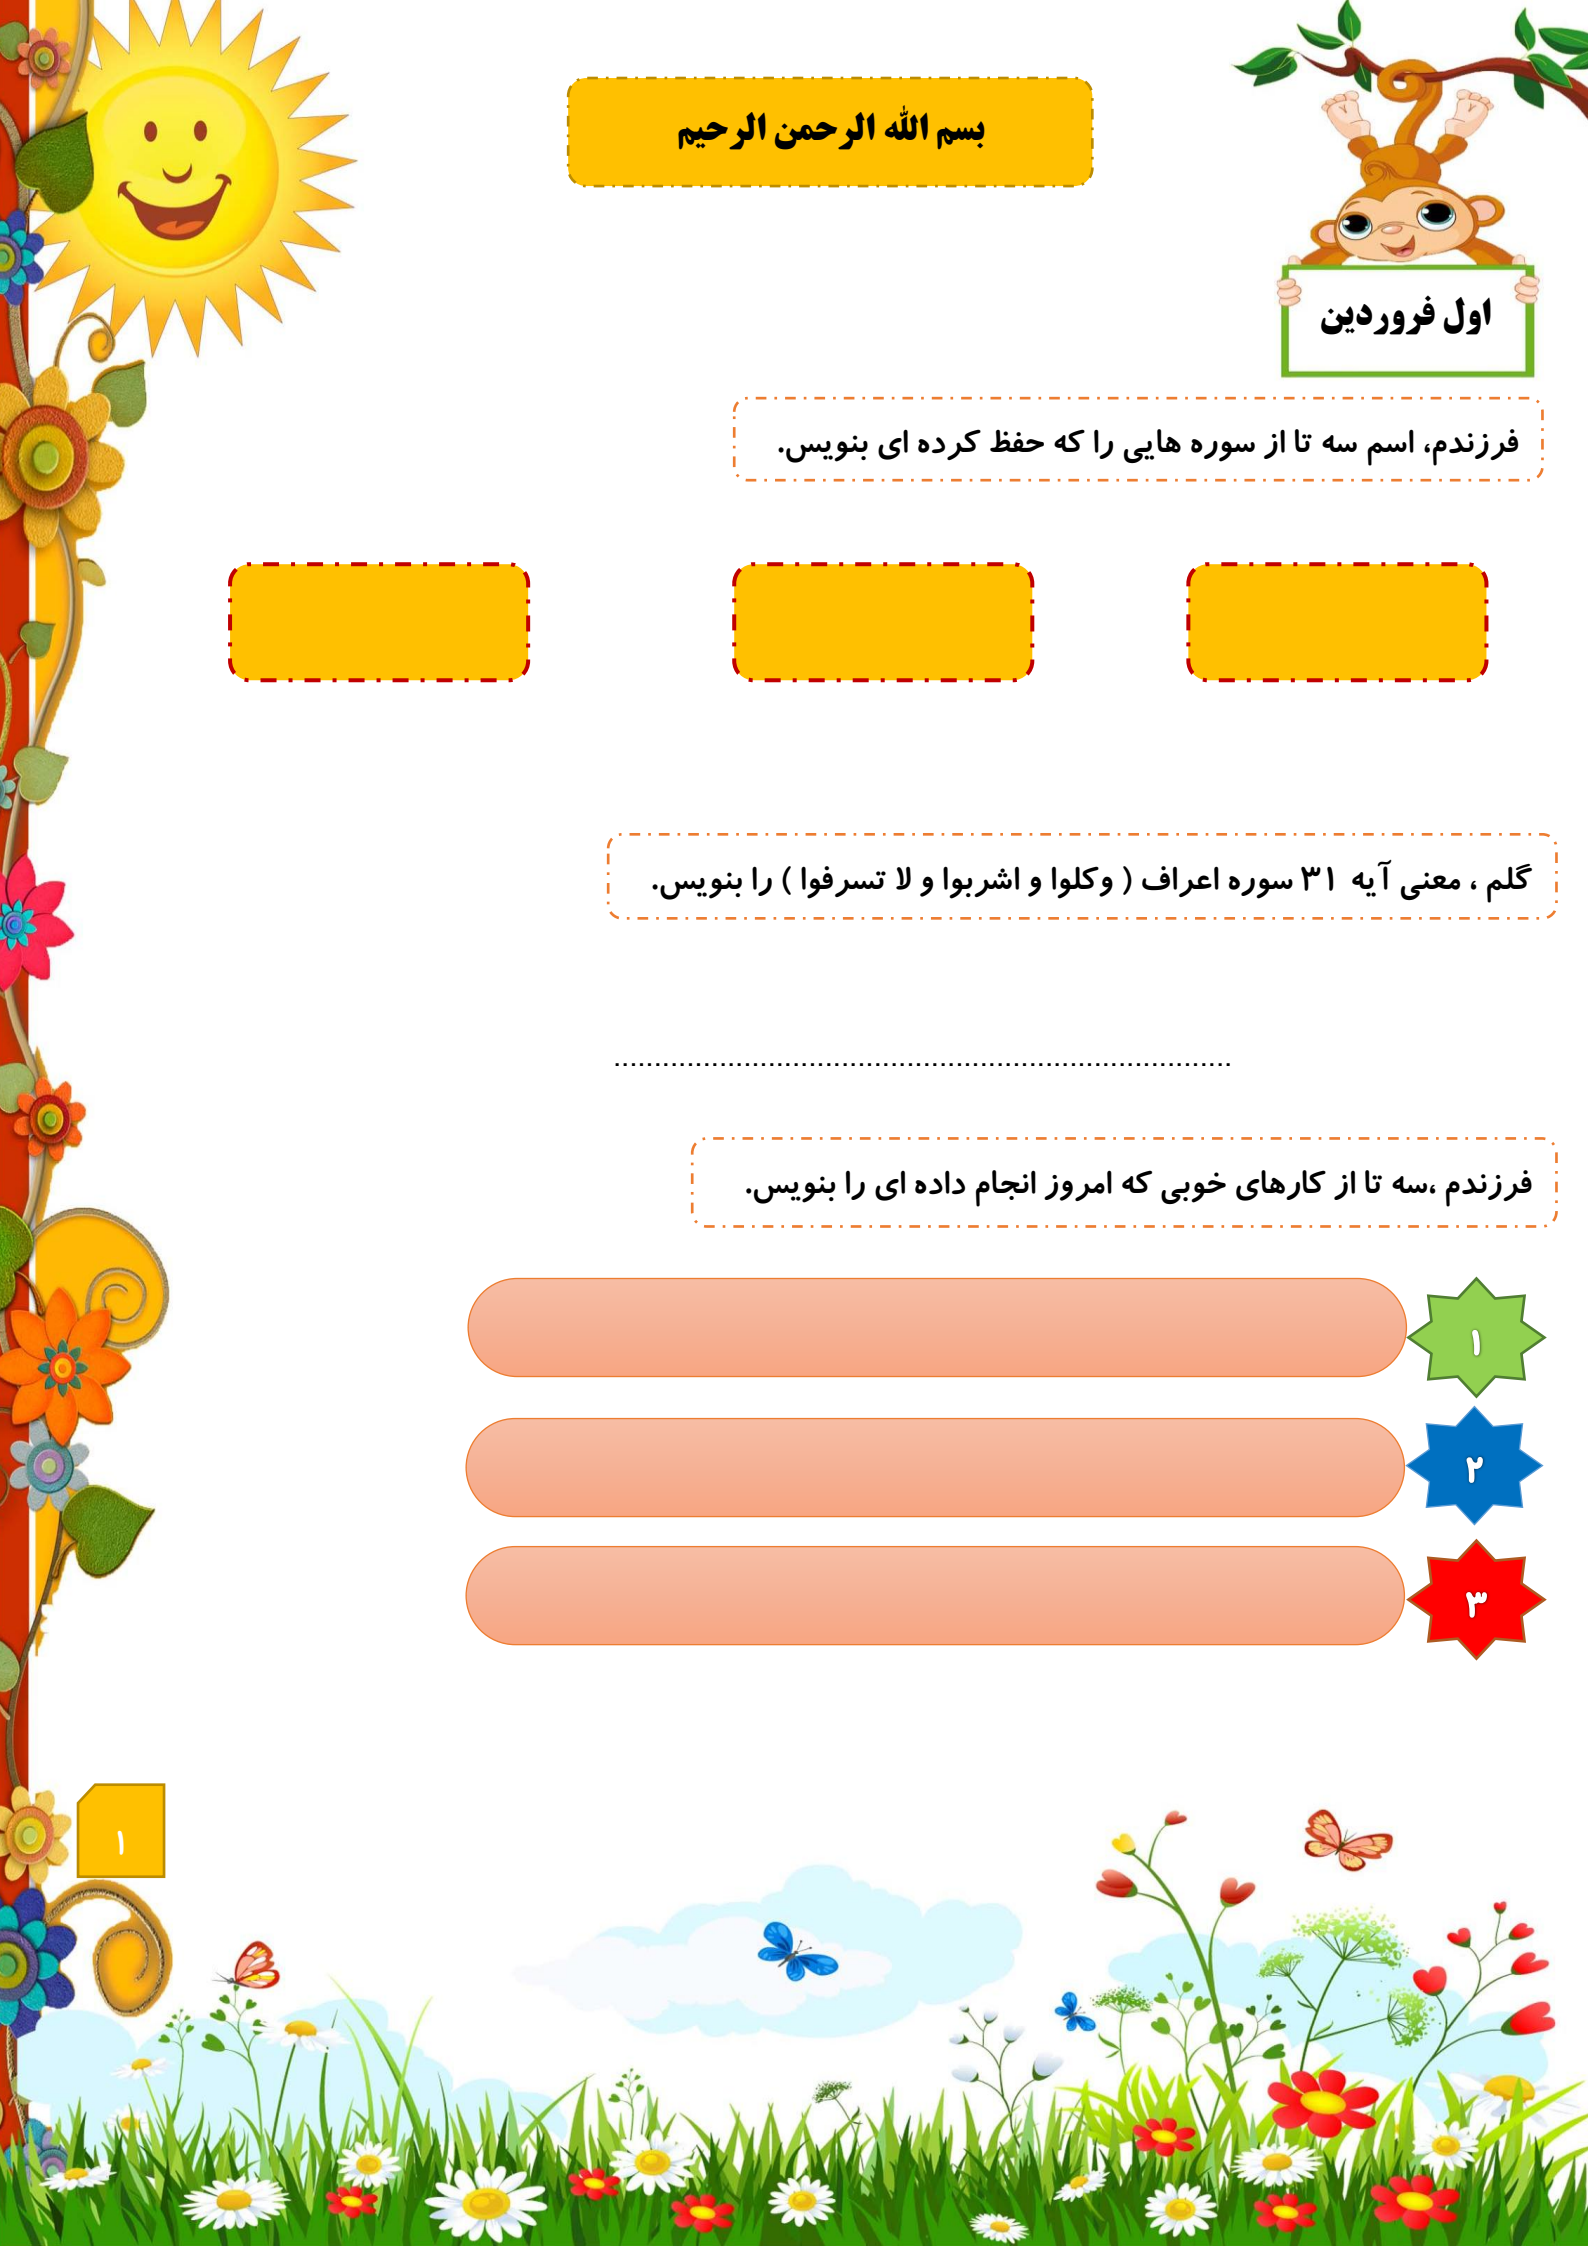 بسم الله الرحمن الرحیم
اول فروردین
فرزندم، اسم سه تا از سوره هایی را که حفظ کرده ای بنویس.
گلم ، معنی آیه ۳۱ سوره اعراف ( وکلوا و اشربوا و لا تسرفوا ) را بنویس.
............................................................................
فرزندم ،سه تا از کارهای خوبی که امروز انجام داده ای را بنویس.
۱
۲
۳
۱